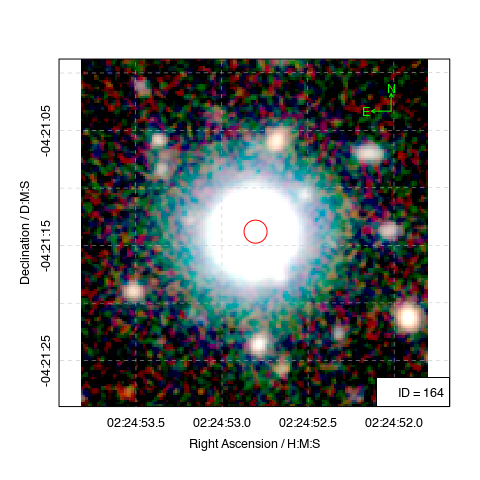 N
E
-04:21:05
-04:21:15
-04:21:25
Declination / D:M:S
ID = 164
02:24:53.5 02:24:53.0 02:24:52.5 02:24:52.0
Right Ascension / H:M:S